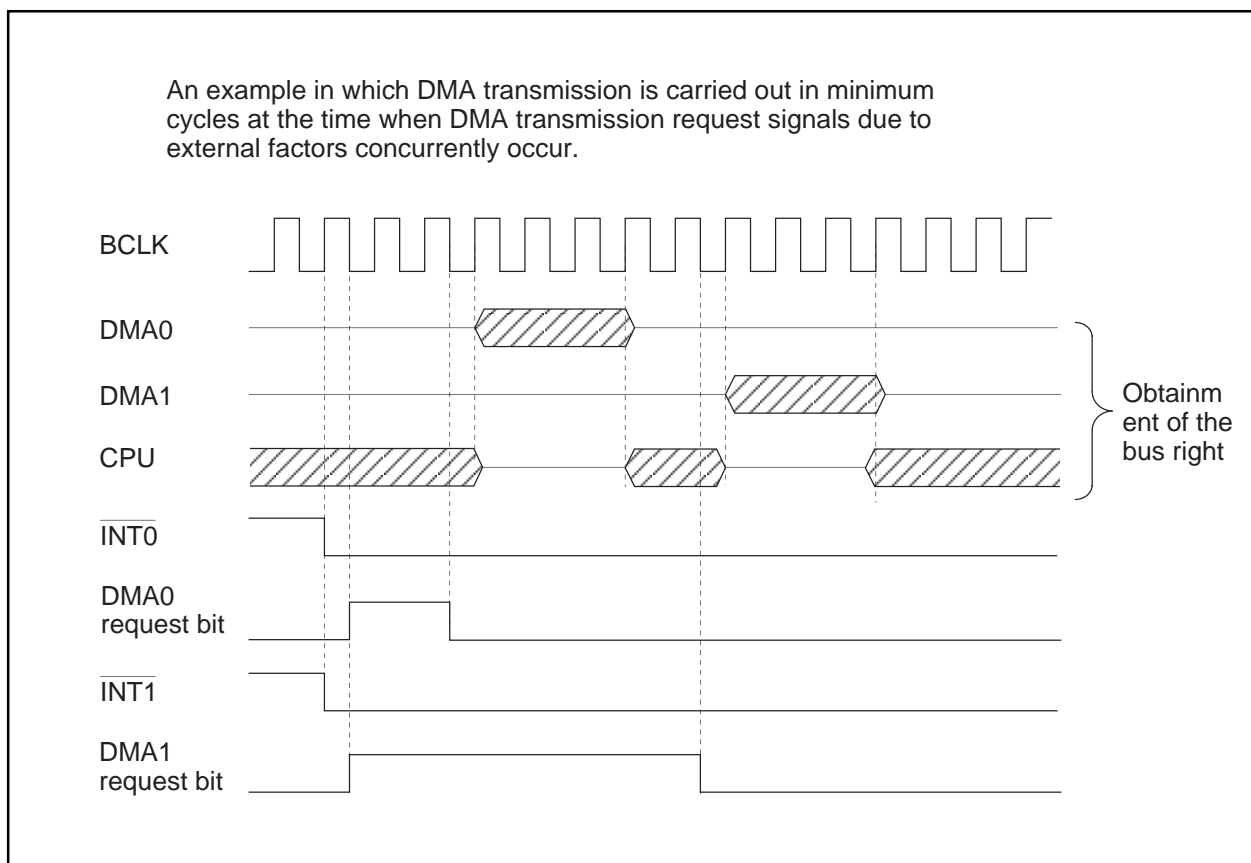 An example in which DMA transmission is carried out in minimum
cycles at the time when DMA transmission request signals due to
external factors concurrently occur.
BCLK
DMA0
DMA1
CPU
Obtainm
ent of the
bus right
INT0
DMA0
request bit
INT1
DMA1
request bit